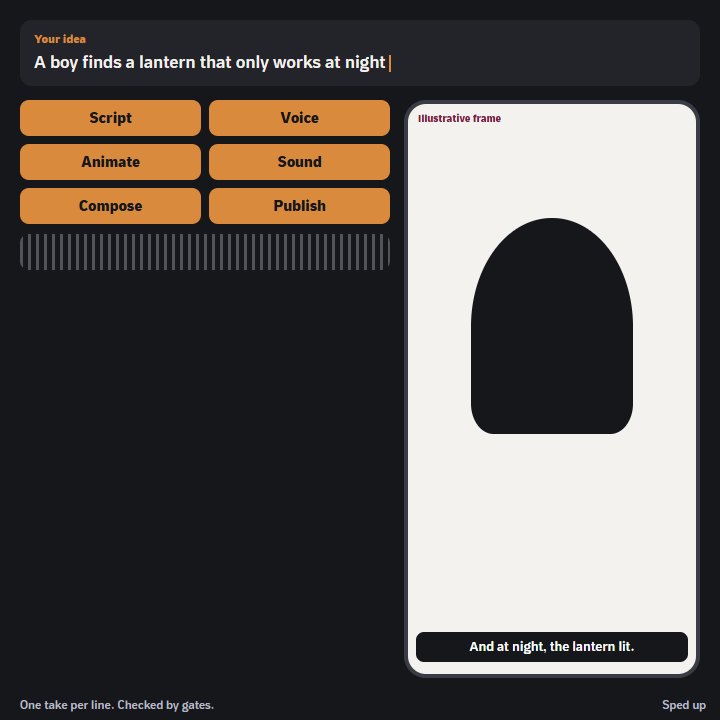 Your idea
A boy finds a lantern that only works at night
Script
Voice
Animate
Sound
Compose
Publish
Illustrative frame
And at night, the lantern lit.
One take per line. Checked by gates.
Sped up